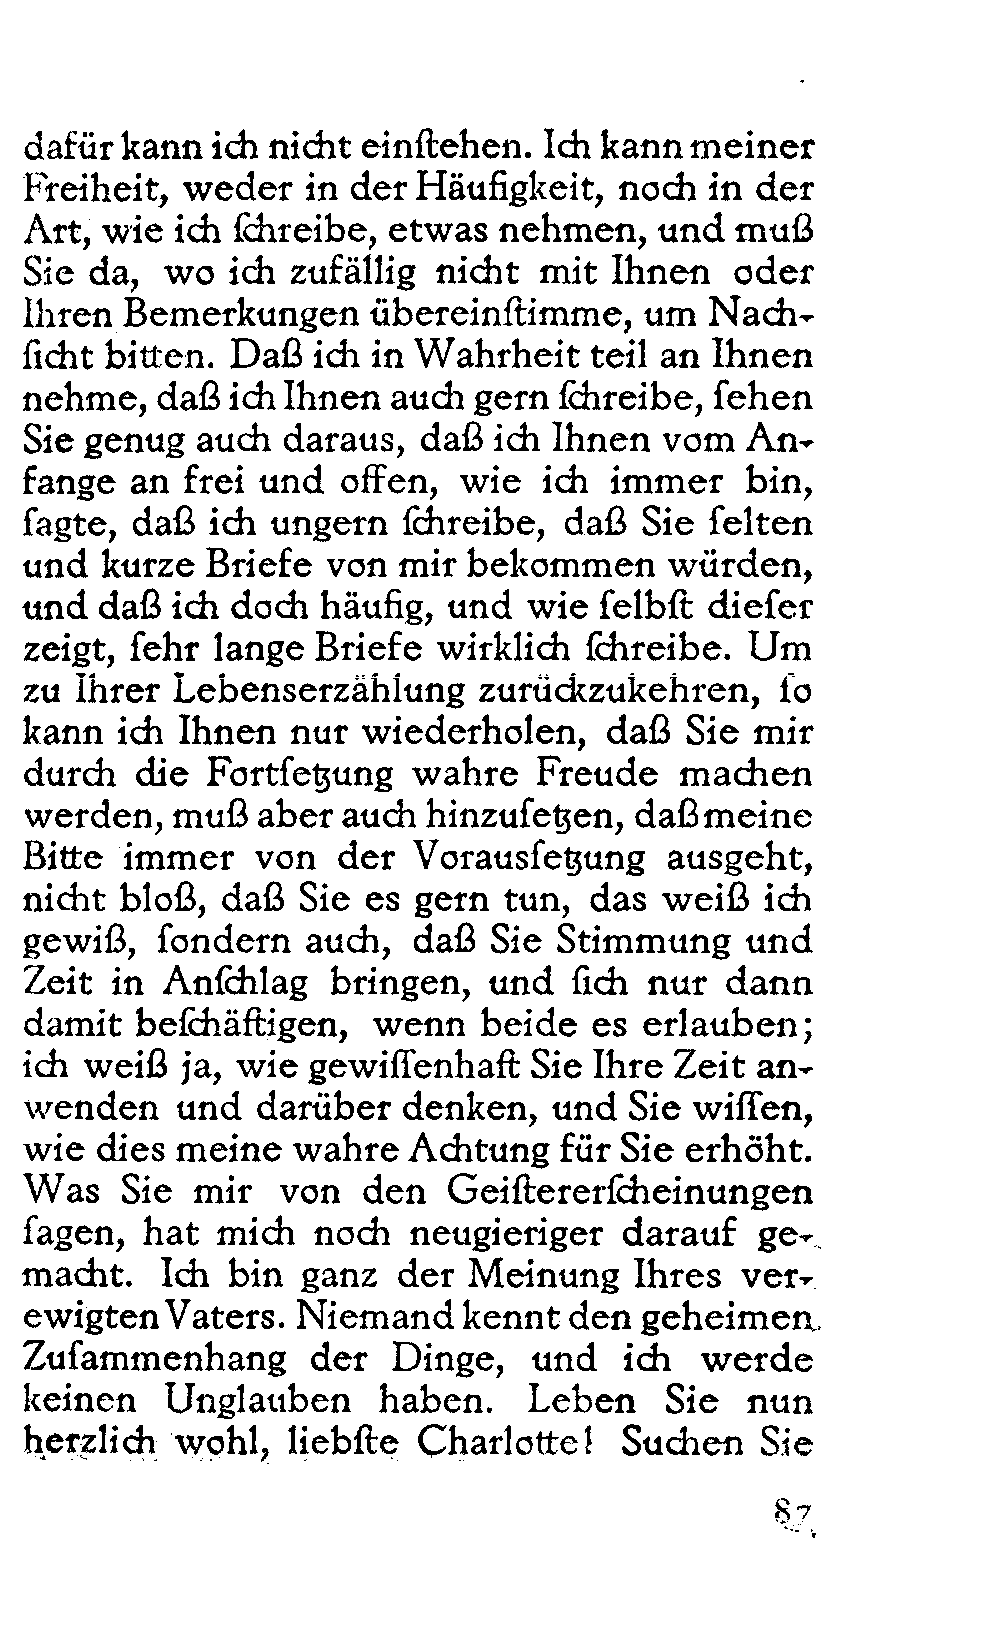 dafür kann ich nicht einſtehen. Ich kann meiner
Freiheit, weder in der Häufigkeit, noch in der
Art, wie ich ſchreibe, etwas nehmen, und muß
Sie da, wo ich zufällig nicht mit Ihnen oder
Ihren Bemerkungen übereinſtimme, um Nach-
ſicht bitten. Daß ich in Wahrheit teil an Ihnen
nehme, daß ich Ihnen auch gern ſchreibe, ſehen
Sie genug auch daraus, daß ich Ihnen vom An-
fange an frei und offen, wie ich immer bin,
ſagte, daß ich ungern ſchreibe, daß Sie ſelten
und kurze Briefe von mir bekommen würden,
und daß ich doch häufig, und wie ſelbſt dieſer
zeigt, ſehr lange Briefe wirklich ſchreibe. Um
zu Ihrer Lebenserzählung zurückzukehren, ſo
kann ich Ihnen nur wiederholen, daß Sie mir
durch die Fortſetzung wahre Freude machen
werden, muß aber auch hinzuſetzen, daß meine
Bitte immer von der Vorausſetzung ausgeht,
nicht bloß, daß Sie es gern tun, das weiß ich
gewiß, ſondern auch, daß Sie Stimmung und
Zeit in Anſchlag bringen, und ſich nur dann
damit beſchäftigen, wenn beide es erlauben;
ich weiß ja, wie gewiſſenhaft Sie Ihre Zeit an-
wenden und darüber denken, und Sie wiſſen,
wie dies meine wahre Achtung für Sie erhöht.
Was Sie mir von den Geiſtererſcheinungen
ſagen, hat mich noch neugieriger darauf ge-
macht. Ich bin ganz der Meinung Ihres ver-
ewigten Vaters. Niemand kennt den geheimen
Zuſammenhang der Dinge, und ich werde
keinen Unglauben haben. Leben Sie nun
herzlich wohl, liebſte Charlotte! Suchen Sie
87